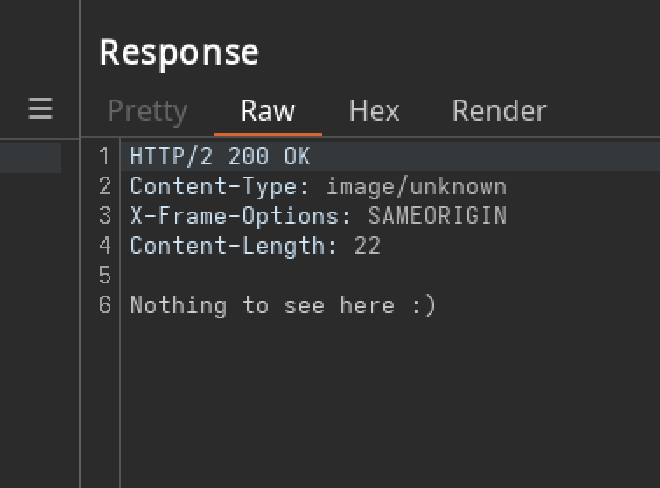 Response
Pretty Raw Hex Render
1 HTTP/2 200 OK
2 Content-Type: image/unknown
3 X-Frame-Options: SAMEORIGIN
4 Content-Length: 22
5
6 Nothing to see here :)